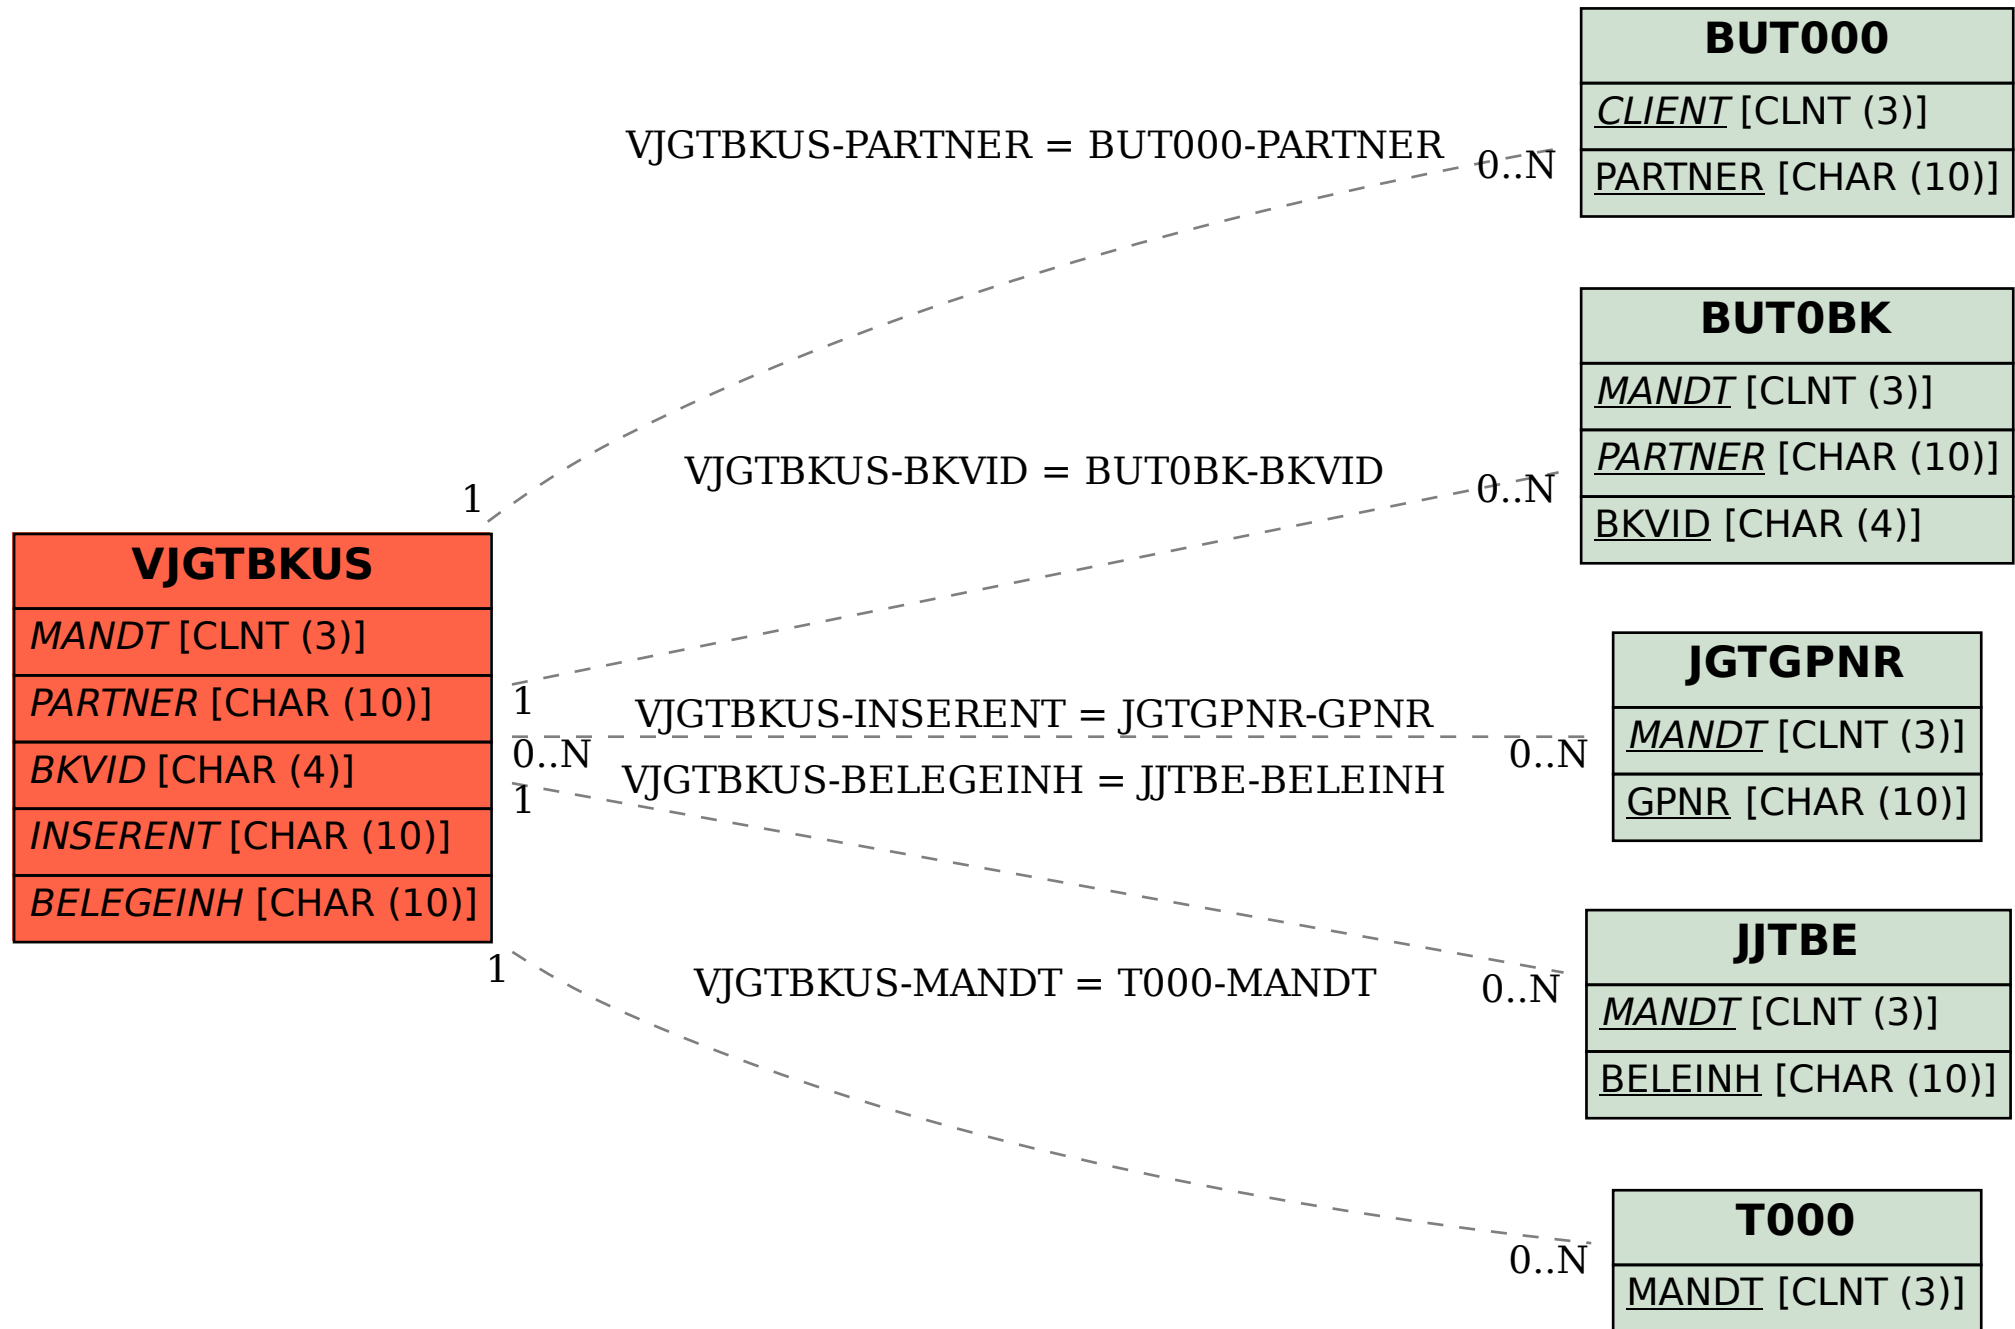 BUT000
CLIENT [CLNT (3)]
PARTNER [CHAR (10)]
VJGTBKUS-PARTNER = BUT000-PARTNER
0..N
1
BUT0BK
MANDT [CLNT (3)]
PARTNER [CHAR (10)]
BKVID [CHAR (4)]
VJGTBKUS-BKVID = BUT0BK-BKVID
0..N
1
VJGTBKUS
MANDT [CLNT (3)]
PARTNER [CHAR (10)]
BKVID [CHAR (4)]
INSERENT [CHAR (10)]
BELEGEINH [CHAR (10)]
JGTGPNR
MANDT [CLNT (3)]
GPNR [CHAR (10)]
VJGTBKUS-INSERENT = JGTGPNR-GPNR
0..N
0..N
VJGTBKUS-BELEGEINH = JJTBE-BELEINH
1
0..N
JJTBE
MANDT [CLNT (3)]
BELEINH [CHAR (10)]
VJGTBKUS-MANDT = T000-MANDT
1
0..N
T000
MANDT [CLNT (3)]